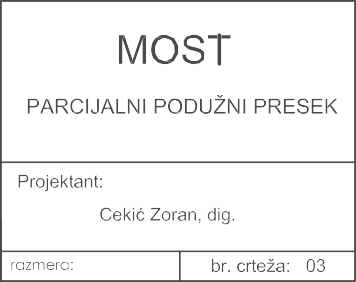 MOST
PARCIJALNI PODUŽNI PRESEK
Projektant:
Cekić Zoran, dig.
razmera:
br. crteža: 03